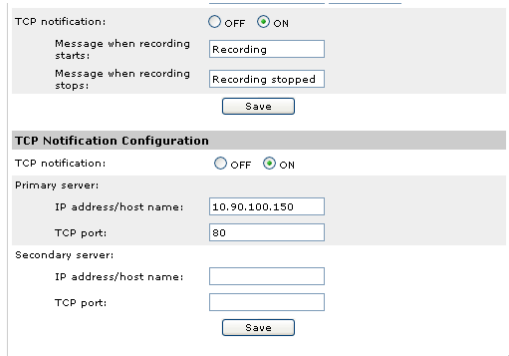 TCP notification: OFF ON
Message when recording starts: Recording
Message when recording stops: Recording stopped
Save
TCP Notification Configuration
TCP notification: OFF ON
Primary server:
IP address/host name: 10.90.100.150
TCP port: 80
Secondary server:
IP address/host name:
TCP port:
Save